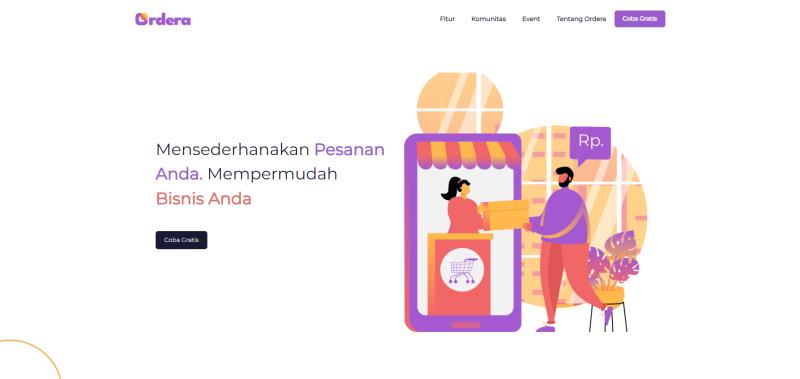 Ordera
Fitur Komunitas Event Tentang Ordera Coba Gratis
Mensederhanakan Pesanan
Anda. Mempermudah
Bisnis Anda
Coba Gratis
Rp.